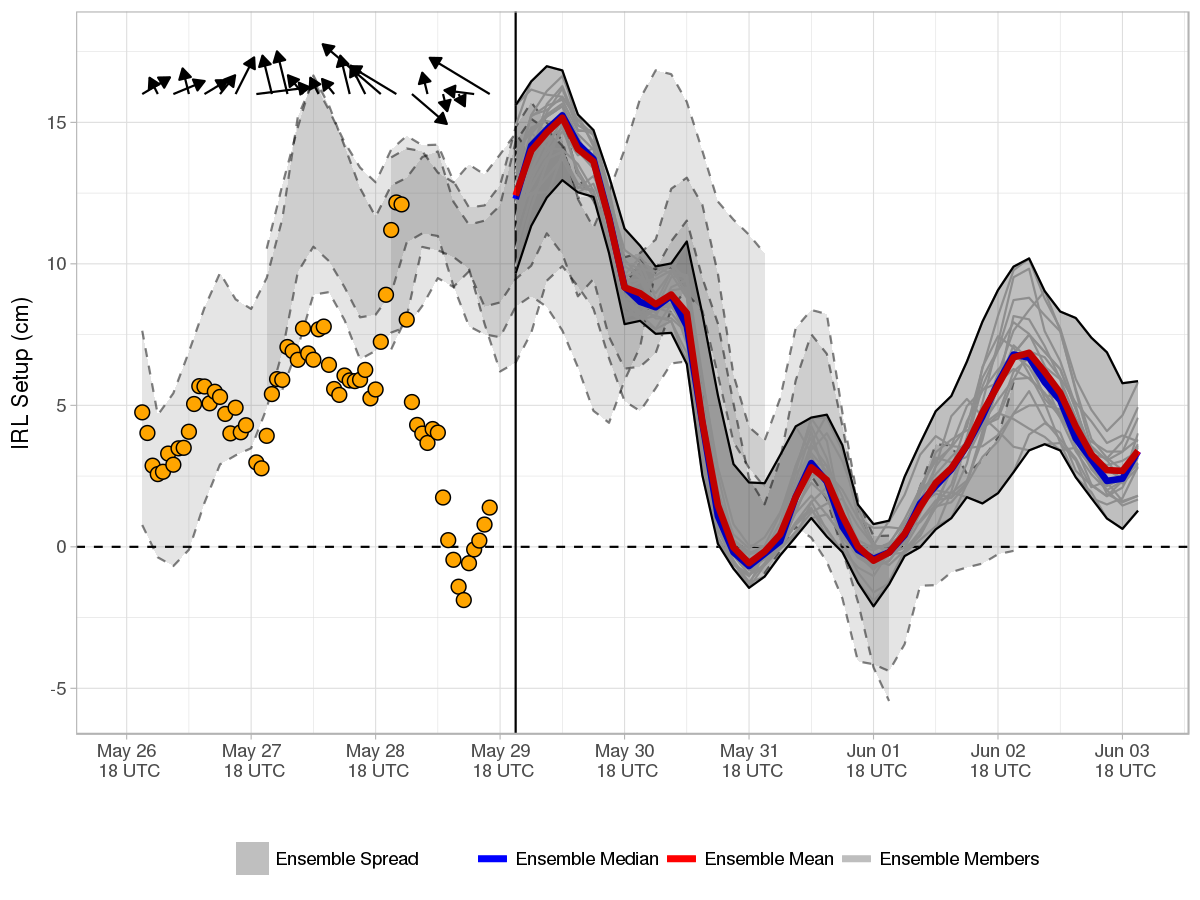 IRL Setup (cm)
15
10
5
0
-5
May 26
18 UTC
May 27
18 UTC
May 28
18 UTC
May 29
18 UTC
May 30
18 UTC
May 31
18 UTC
Jun 01
18 UTC
Jun 02
18 UTC
Jun 03
18 UTC
Ensemble Spread
Ensemble Median
Ensemble Mean
Ensemble Members